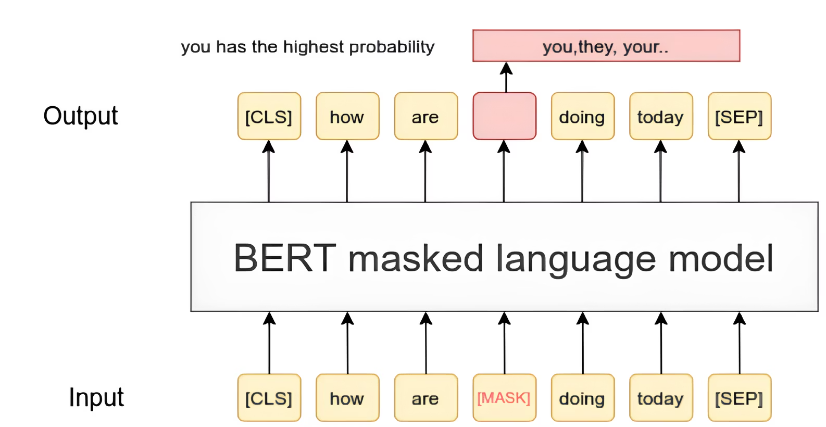 you has the highest probability
you,they, your..
Output
[CLS] how are doing today [SEP]
BERT masked language model
Input
[CLS] how are [MASK] doing today [SEP]